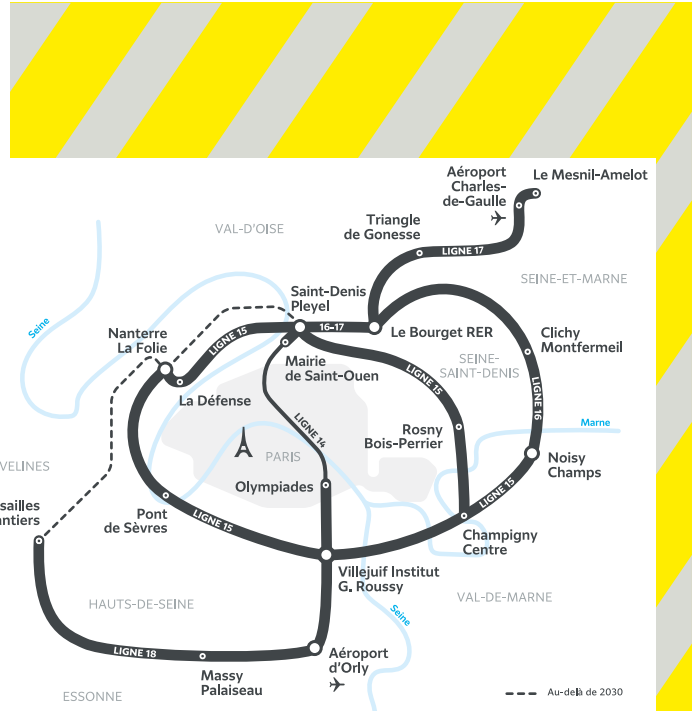 Aéroport
Charles-
de-Gaulle
Le Mesnil-Amelot
Triangle
de Gonesse
VAL-D'OISE
LIGNE 17
SEINE-ET-MARNE
Seine
Saint-Denis
Pleyel
Nanterre
La Folie
LIGNE 15
16-17
Le Bourget RER
Clichy
Montfermeil
Mairie
de Saint-Ouen
SEINE-
SAINT-DENIS
LIGNE 15
La Défense
LIGNE 16
LIGNE 14
Rosny
Bois-Perrier
Marne
PARIS
Noisy
Champs
VELINES
Olympiades
LIGNE 15
sailles
antiers
Pont
de Sèvres
LIGNE 15
Champigny
Centre
Villejuif Institut
G. Roussy
HAUTS-DE-SEINE
VAL-DE-MARNE
Seine
LIGNE 18
Aéroport
d'Orly
Massy
Palaiseau
ESSONNE
Au-delà de 2030